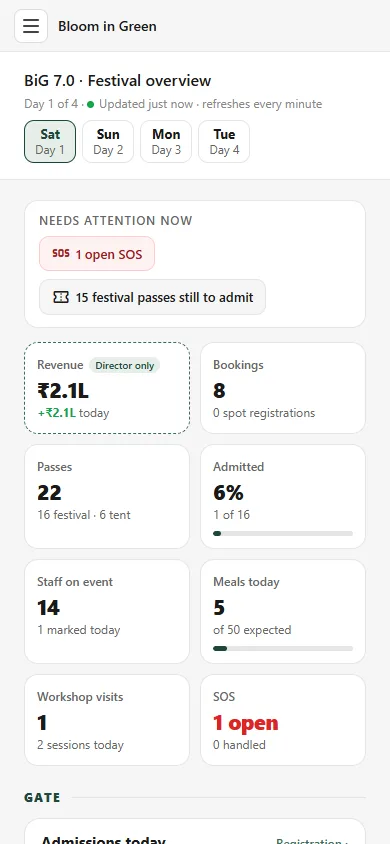 Bloom in Green
BiG 7.0 · Festival overview
Day 1 of 4 · Updated just now · refreshes every minute
Sat
Day 1
Sun
Day 2
Mon
Day 3
Tue
Day 4
NEEDS ATTENTION NOW
SOS 1 open SOS
15 festival passes still to admit
Revenue Director only
₹2.1L
+₹2.1L today
Bookings
8
0 spot registrations
Passes
22
16 festival · 6 tent
Admitted
6%
1 of 16
Staff on event
14
1 marked today
Meals today
5
of 50 expected
Workshop visits
1
2 sessions today
SOS
1 open
0 handled
GATE
Admissions today
Registration ›